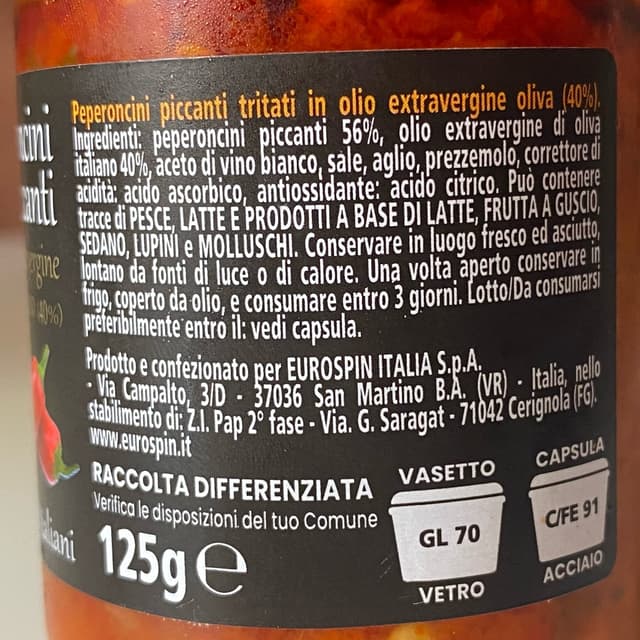 Peperoncini piccanti tritati in olio extravergine oliva (40%).
Ingredienti: peperoncini piccanti 56%, olio extravergine di oliva
italiano 40%, aceto di vino bianco, sale, aglio, prezzemolo, correttore di
acidità: acido ascorbico, antiossidante: acido citrico. Può contenere
tracce di PESCE, LATTE E PRODOTTI A BASE DI LATTE, FRUTTA A GUSCIO,
SEDANO, LUPINI e MOLLUSCHI. Conservare in luogo fresco ed asciutto,
lontano da fonti di luce o di calore. Una volta aperto conservare in
frigo, coperto da olio, e consumare entro 3 giorni. Lotto/Da consumarsi
preferibilmente entro il: vedi capsula.
Prodotto e confezionato per EUROSPIN ITALIA S.p.A.
- Via Campalto, 3/D - 37036 San Martino B.A. (VR) - Italia, nello
stabilimento di: Z.I. Pap 2° fase - Via. G. Saragat - 71042 Cerignola (FG).
www.eurospin.it
RACCOLTA DIFFERENZIATA
Verifica le disposizioni del tuo Comune
125g e
VASETTO
GL 70
VETRO
CAPSULA
C/FE 91
ACCIAIO